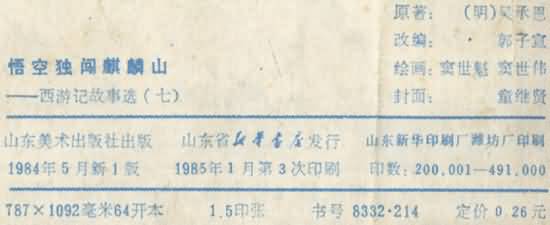 原著：（明）吴承恩
改编：郭子宣
绘画：窦世魁 窦世伟
封面：童继贤
悟空独闯麒麟山
——西游记故事选（七）
山东美术出版社出版 山东省新华书店发行 山东新华印刷厂潍坊厂印刷
1984年5月新1版 1985年1月第3次印刷 印数：200,001—491,000
787×1092毫米64开本 1.5印张 书号 8332·214 定价 0.26元